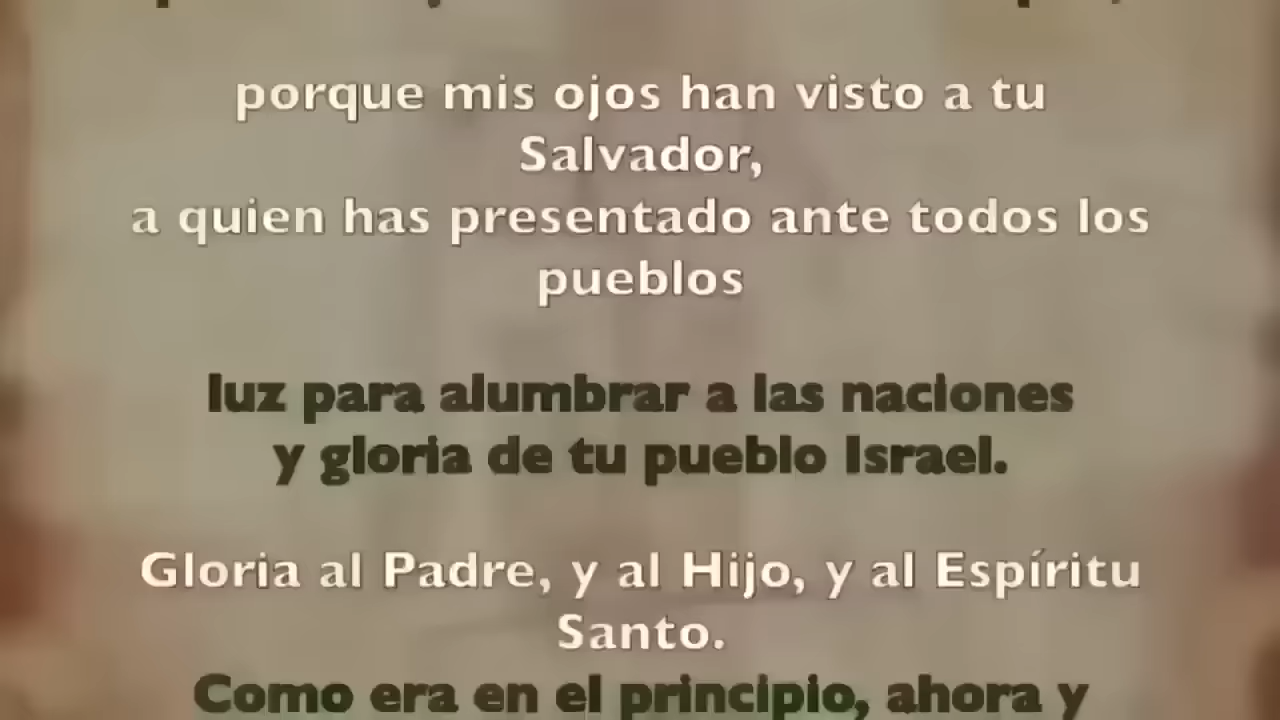 porque mis ojos han visto a tu
Salvador,
a quien has presentado ante todos los
pueblos
luz para alumbrar a las naciones
y gloria de tu pueblo Israel.
Gloria al Padre, y al Hijo, y al Espíritu
Santo.
Como era en el principio, ahora y